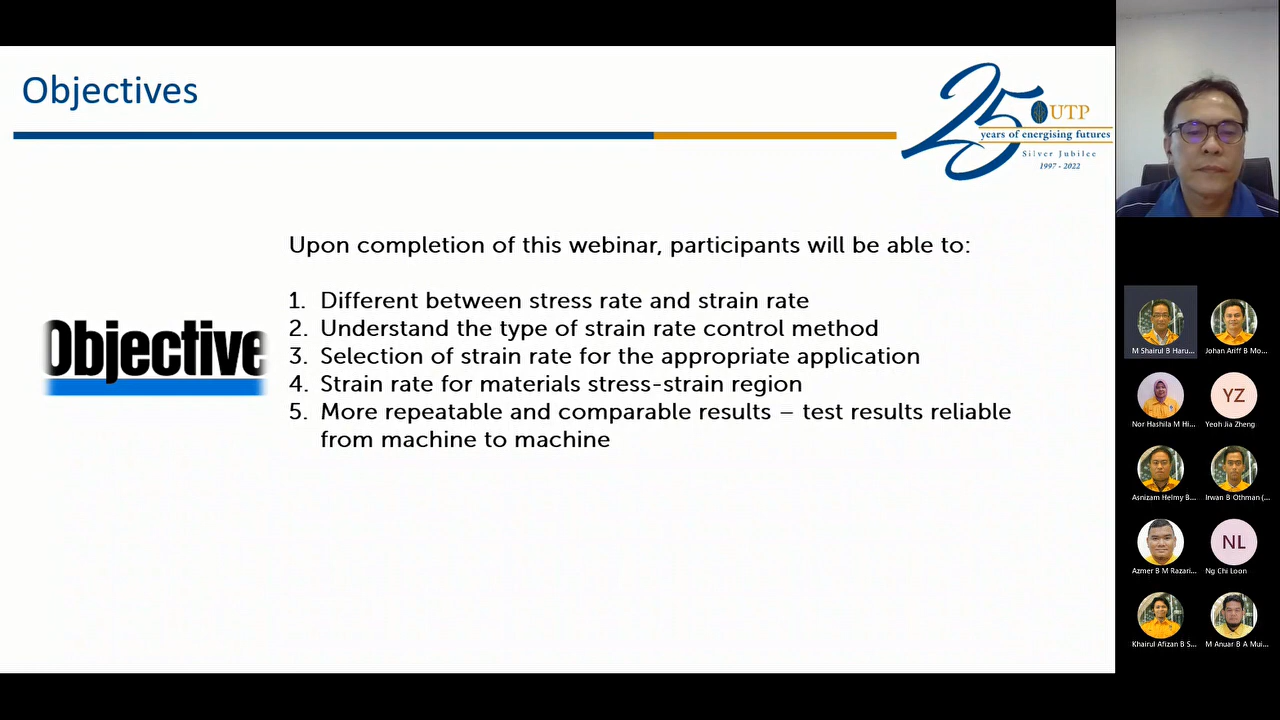 Objectives
25
UTP
years of energising futures
Silver Jubilee
1997 - 2022
Upon completion of this webinar, participants will be able to:
1. Different between stress rate and strain rate
2. Understand the type of strain rate control method
3. Selection of strain rate for the appropriate application
4. Strain rate for materials stress-strain region
5. More repeatable and comparable results – test results reliable
from machine to machine
Objective
M Shairul B Haru...
Johan Ariff B Mo...
Nor Hashila M Hi...
YZ
Yeoh Jia Zheng
Asnizam Helmy B...
Irwan B Othman (...
Azmer B M Razari...
NL
Ng Chi Loon
Khairul Afizan B S...
M Anuar B A Mui...